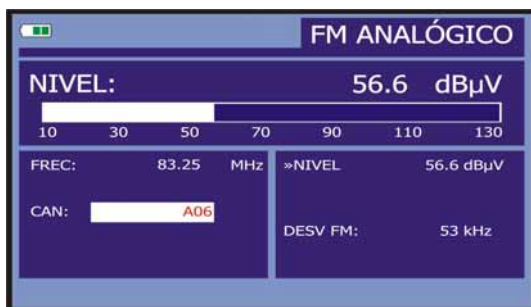 FM ANALÓGICO
NIVEL: 56.6 dBµV
10 30 50 70 90 110 130
FREC: 83.25 MHz
CAN: A06
»NIVEL 56.6 dBµV
DESV FM: 53 kHz